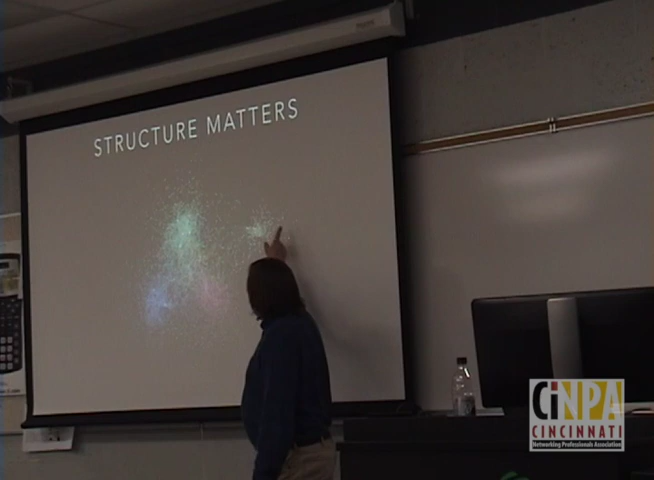 STRUCTURE MATTERS
CiNPA
CINCINNATI
Networking Professionals Association